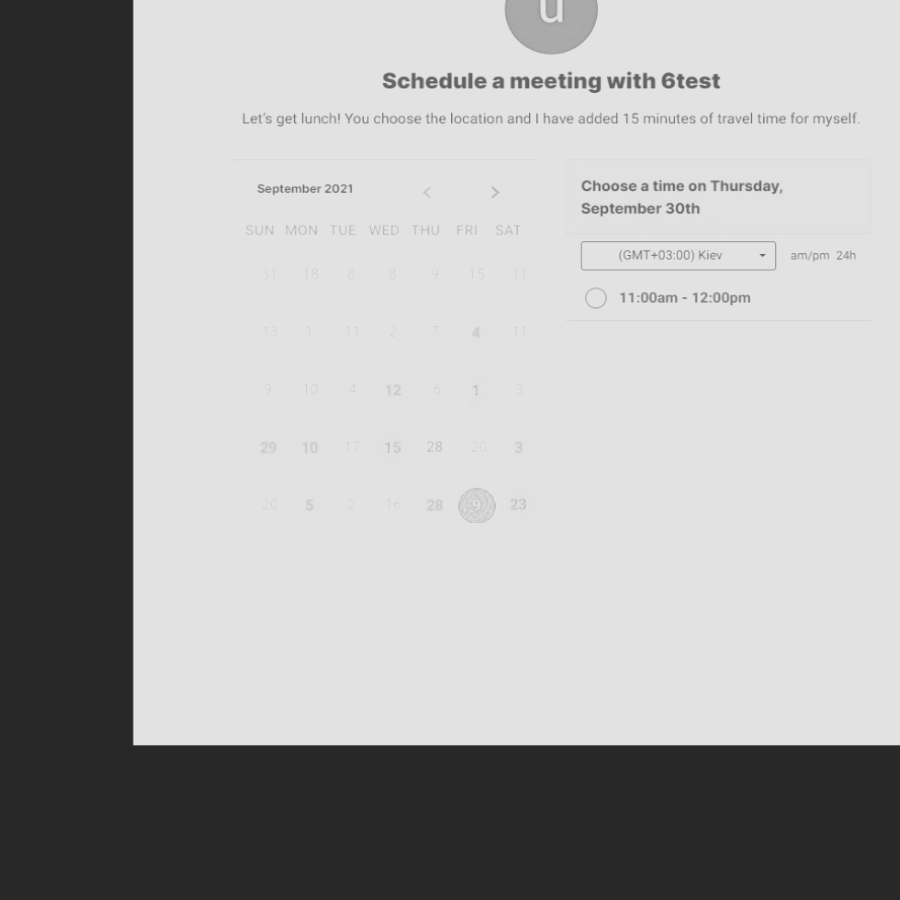 u
Schedule a meeting with 6test
Let's get lunch! You choose the location and I have added 15 minutes of travel time for myself.
September 2021 < >
SUN MON TUE WED THU FRI SAT
31 18 8 8 9 15 11
13 1 11 2 7 4 11
9 10 4 12 6 1 3
29 10 17 15 28 20 3
20 5 2 16 28 9 23
Choose a time on Thursday,
September 30th
(GMT+03:00) Kiev am/pm 24h
11:00am - 12:00pm